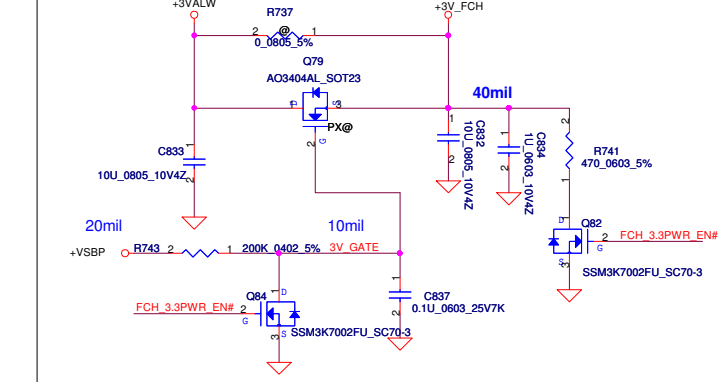 +3VALW
R737
+3V_FCH
2 @ 1
0_0805_5%
Q79
AO3404AL_SOT23
1 D S 3
PX@
2 G
40mil
C833
10U_0805_10V4Z
1
2
C832
10U_0805_10V4Z
1
2
C834
1U_0603_10V4Z
1
2
R741
470_0603_5%
2
1
20mil
10mil
+VSBP
R743 2 1 200K_0402_5% 3V_GATE
Q82
1 D
2 G
S 3
FCH_3.3PWR_EN#
SSM3K7002FU_SC70-3
FCH_3.3PWR_EN# 2 G
Q84
1 D
3 S
SSM3K7002FU_SC70-3
C837
0.1U_0603_25V7K
1
2